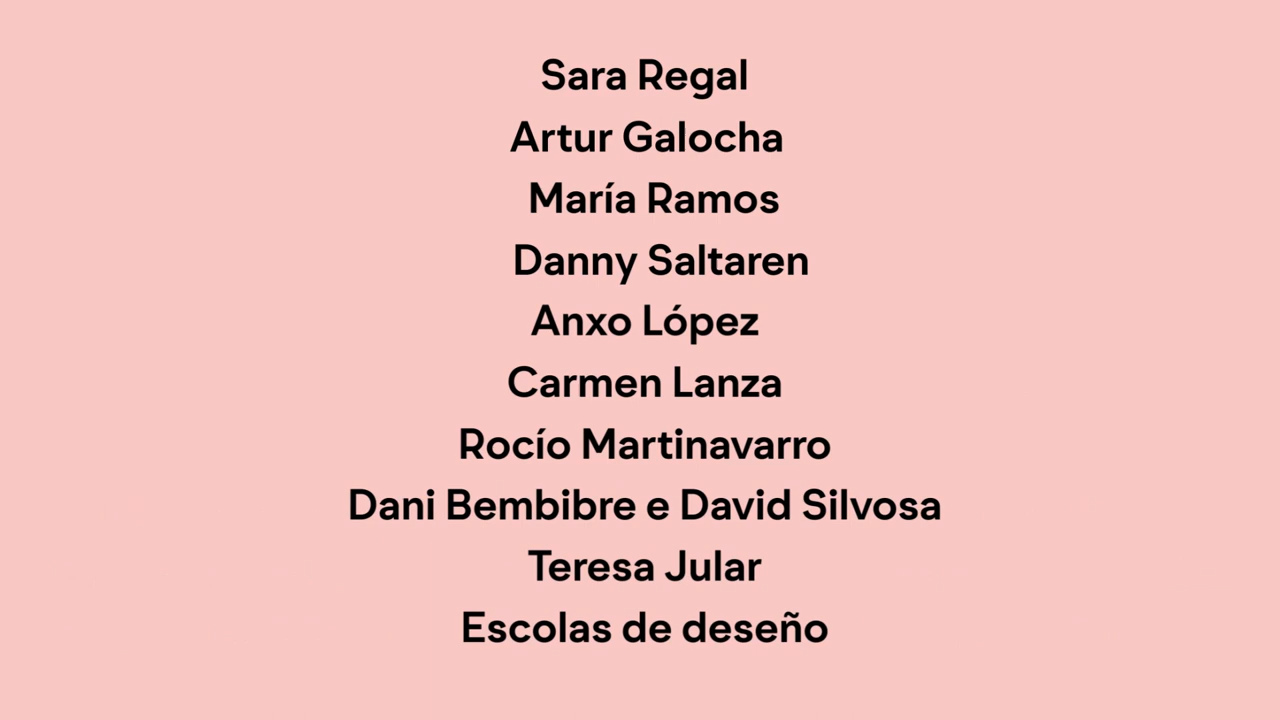 Sara Regal
Artur Galocha
María Ramos
Danny Saltaren
Anxo López
Carmen Lanza
Rocío Martinavarro
Dani Bembibre e David Silvosa
Teresa Jular
Escolas de deseño